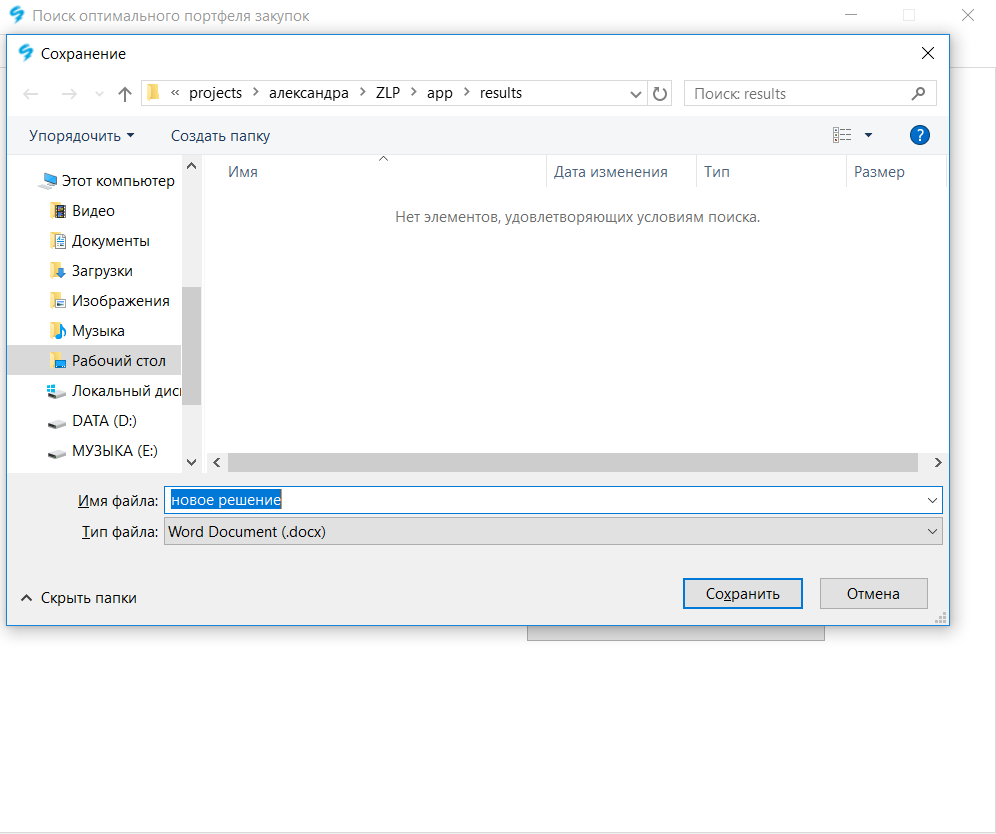 Поиск оптимального портфеля закупок
Сохранение
« projects > александра > ZLP > app > results
Поиск: results
Упорядочить
Создать папку
?
Имя
Дата изменения
Тип
Размер
Нет элементов, удовлетворяющих условиям поиска.
Этот компьютер
Видео
Документы
Загрузки
Изображения
Музыка
Рабочий стол
Локальный дис
DATA (D:)
МУЗЫКА (E:)
Имя файла: новое решение
Тип файла: Word Document (.docx)
Скрыть папки
Сохранить
Отмена